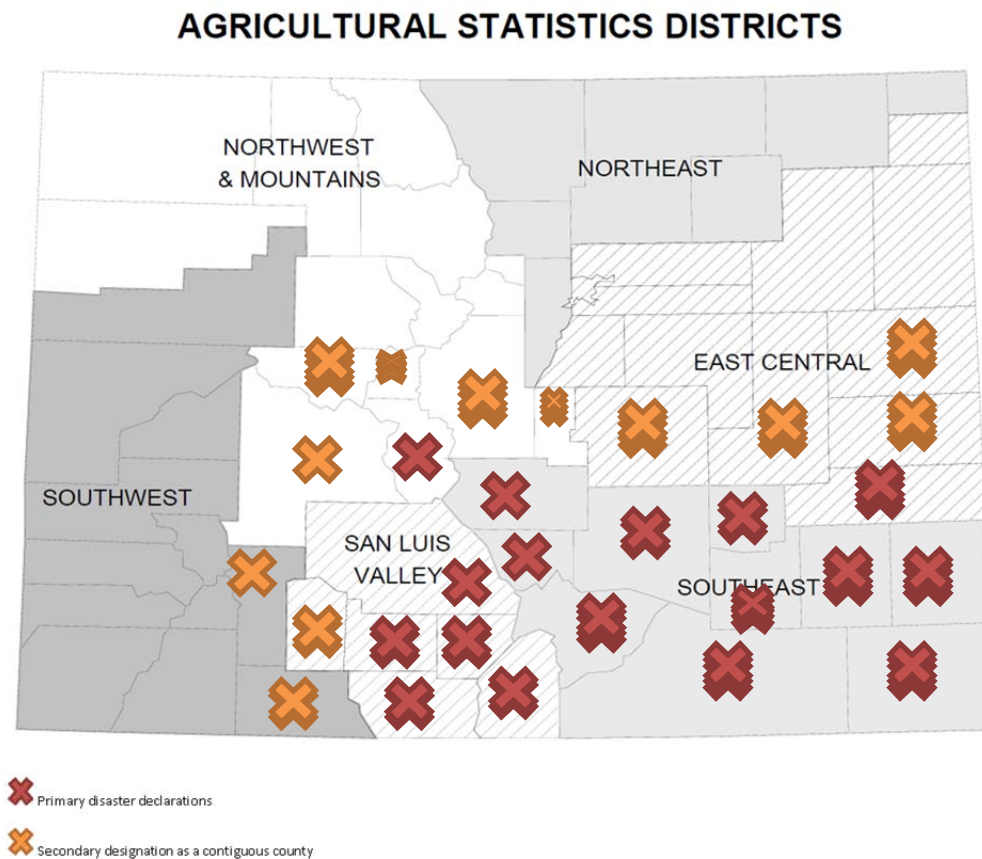 AGRICULTURAL STATISTICS DISTRICTS
NORTHWEST
& MOUNTAINS
NORTHEAST
EAST CENTRAL
SOUTHWEST
SAN LUIS
VALLEY
SOUTHEAST
Primary disaster declarations
Secondary designation as a contiguous county